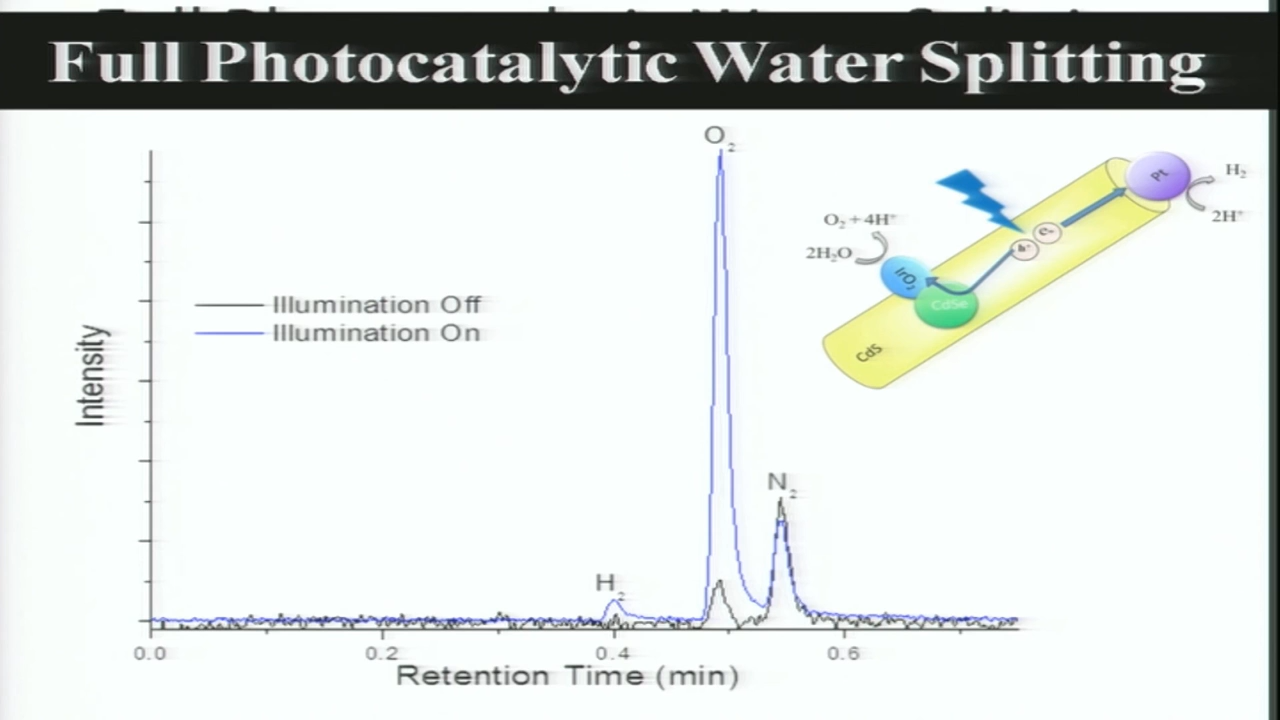 Full Photocatalytic Water Splitting
O₂
H₂
Pt
2H⁺
e-
h⁺
O₂ + 4H⁺
2H₂O
IrO₂
CdSe
CdS
Illumination Off
Illumination On
Intensity
N₂
H₂
0.0 0.2 0.4 0.6
Retention Time (min)